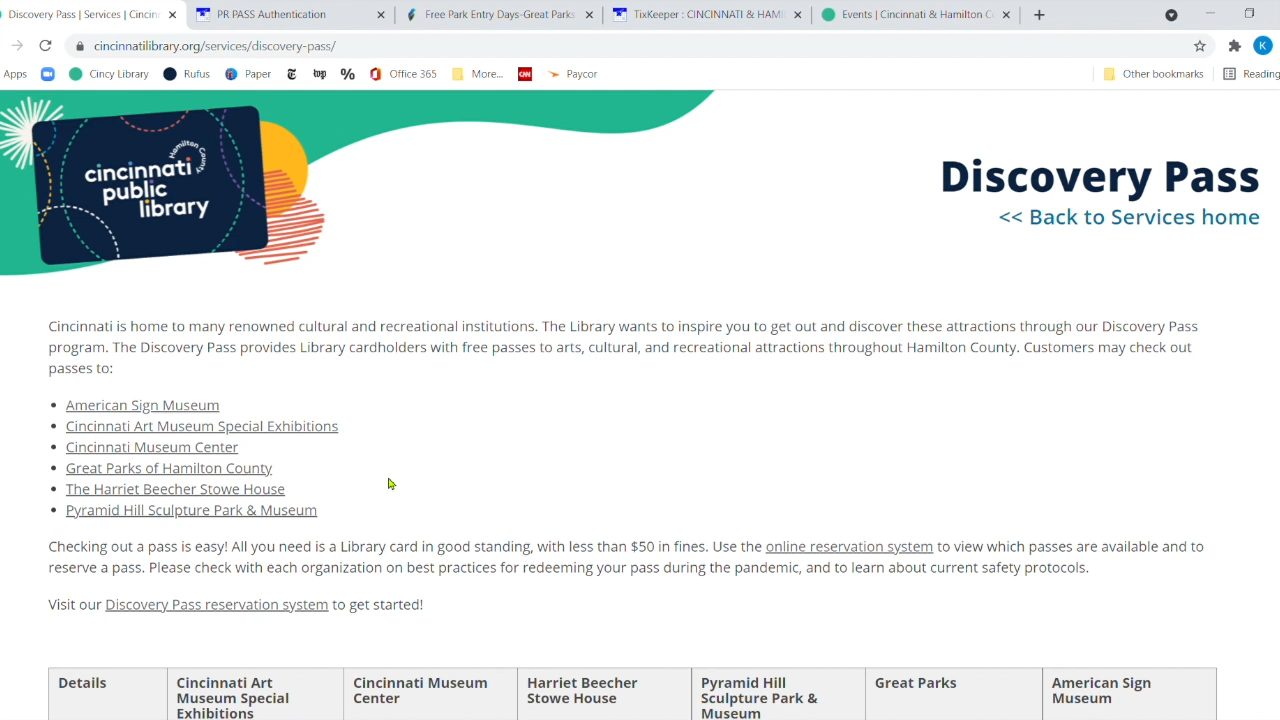 Discovery Pass | Services | Cincin
PR PASS Authentication
Free Park Entry Days-Great Parks
TixKeeper : CINCINNATI & HAMI
Events | Cincinnati & Hamilton C
cincinnatilibrary.org/services/discovery-pass/
K
Apps
Cincy Library
Rufus
Paper
wp
%
Office 365
More...
CNN
Paycor
Other bookmarks
Reading
cincinnati
public
library
Hamilton County
Discovery Pass
<< Back to Services home
Cincinnati is home to many renowned cultural and recreational institutions. The Library wants to inspire you to get out and discover these attractions through our Discovery Pass
program. The Discovery Pass provides Library cardholders with free passes to arts, cultural, and recreational attractions throughout Hamilton County. Customers may check out
passes to:
• American Sign Museum
• Cincinnati Art Museum Special Exhibitions
• Cincinnati Museum Center
• Great Parks of Hamilton County
• The Harriet Beecher Stowe House
• Pyramid Hill Sculpture Park & Museum
Checking out a pass is easy! All you need is a Library card in good standing, with less than $50 in fines. Use the online reservation system to view which passes are available and to
reserve a pass. Please check with each organization on best practices for redeeming your pass during the pandemic, and to learn about current safety protocols.
Visit our Discovery Pass reservation system to get started!
Details
Cincinnati Art
Museum Special
Exhibitions
Cincinnati Museum
Center
Harriet Beecher
Stowe House
Pyramid Hill
Sculpture Park &
Museum
Great Parks
American Sign
Museum